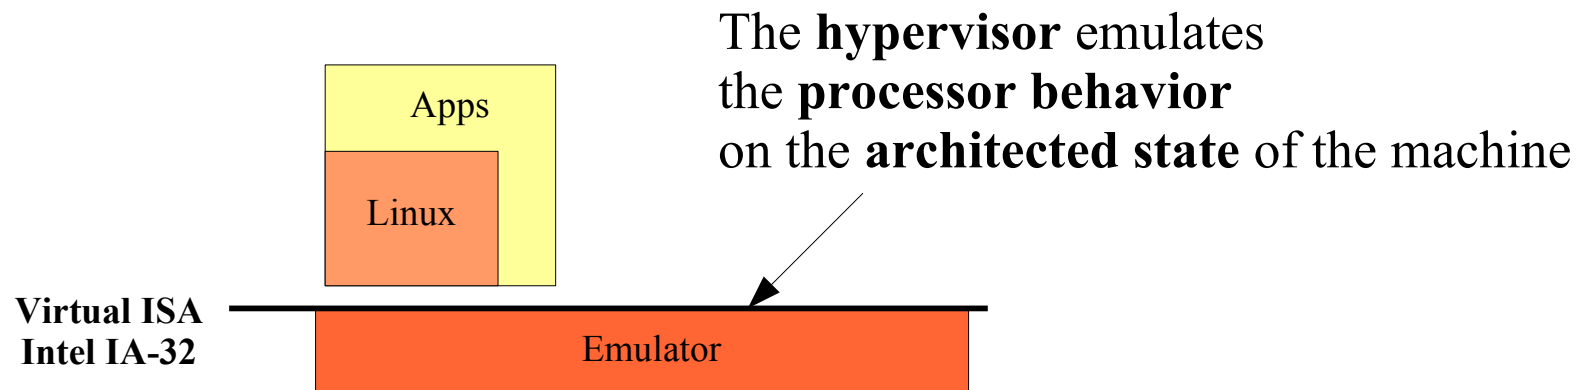 The hypervisor emulates
the processor behavior
on the architected state of the machine
Apps
Linux
Virtual ISA
Intel IA-32
Emulator